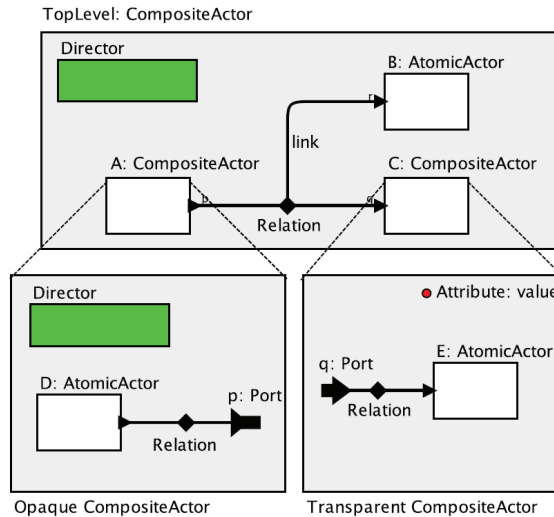 TopLevel: CompositeActor
Director
B: AtomicActor
r
link
A: CompositeActor
C: CompositeActor
p
q
Relation
Director
Attribute: value
D: AtomicActor
p: Port
q: Port
E: AtomicActor
Relation
Relation
Opaque CompositeActor
Transparent CompositeActor